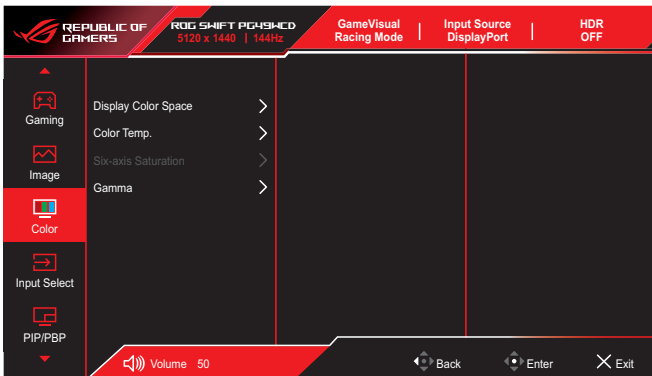 REPUBLIC OF
GAMERS
ROG SWIFT PG49WCD
5120 x 1440 | 144Hz
GameVisual
Racing Mode
Input Source
DisplayPort
HDR
OFF
Gaming
Image
Color
Input Select
PIP/PBP
Display Color Space
Color Temp.
Six-axis Saturation
Gamma
Volume 50
Back
Enter
Exit